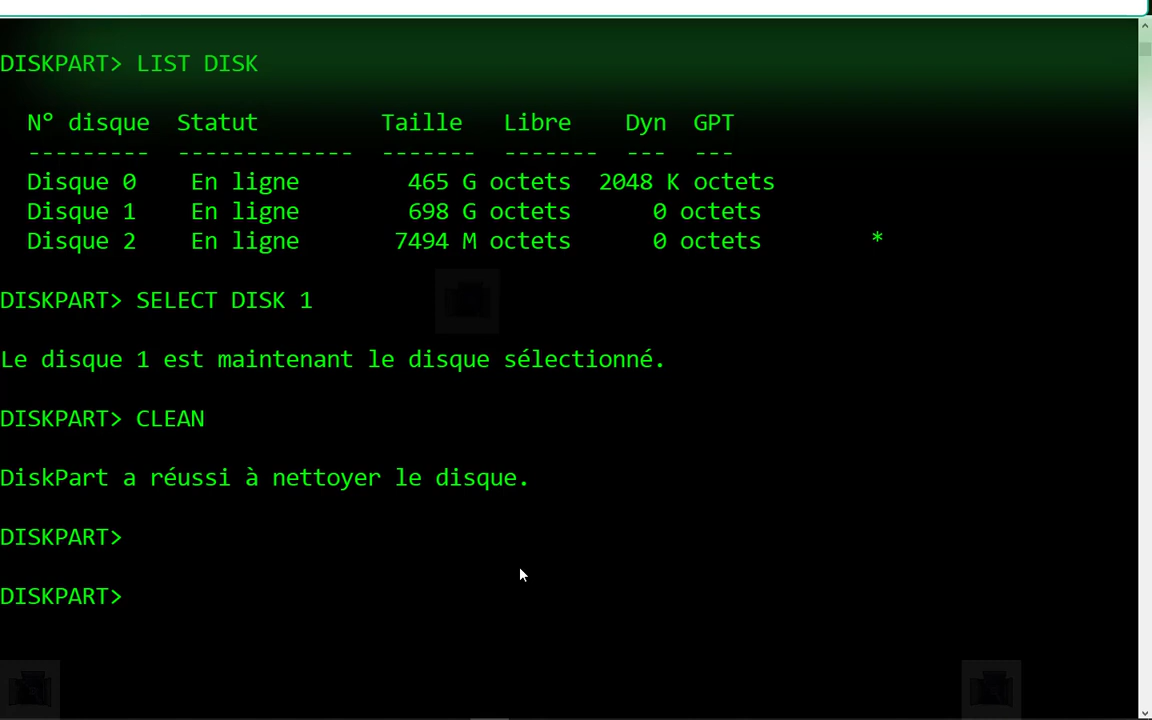 DISKPART> LIST DISK
N° disque Statut Taille Libre Dyn GPT
--------- ------------- ------- ------- --- ---
Disque 0 En ligne 465 G octets 2048 K octets
Disque 1 En ligne 698 G octets 0 octets
Disque 2 En ligne 7494 M octets 0 octets *
DISKPART> SELECT DISK 1
Le disque 1 est maintenant le disque sélectionné.
DISKPART> CLEAN
DiskPart a réussi à nettoyer le disque.
DISKPART>
DISKPART>